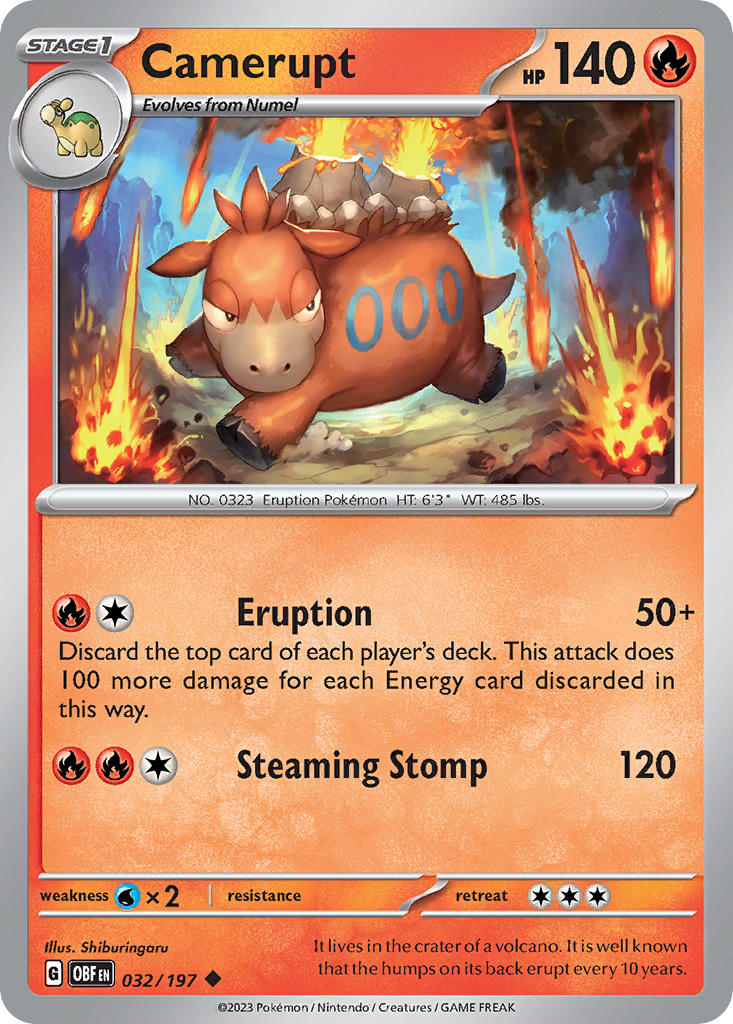 STAGE1
Camerupt
HP 140
Evolves from Numel
NO. 0323 Eruption Pokémon HT: 6'3" WT: 485 lbs.
Eruption 50+
Discard the top card of each player's deck. This attack does
100 more damage for each Energy card discarded in
this way.
Steaming Stomp 120
weakness ×2 resistance retreat
Illus. Shiburingaru
It lives in the crater of a volcano. It is well known
that the humps on its back erupt every 10 years.
G OBF EN 032/197
©2023 Pokémon / Nintendo / Creatures / GAME FREAK